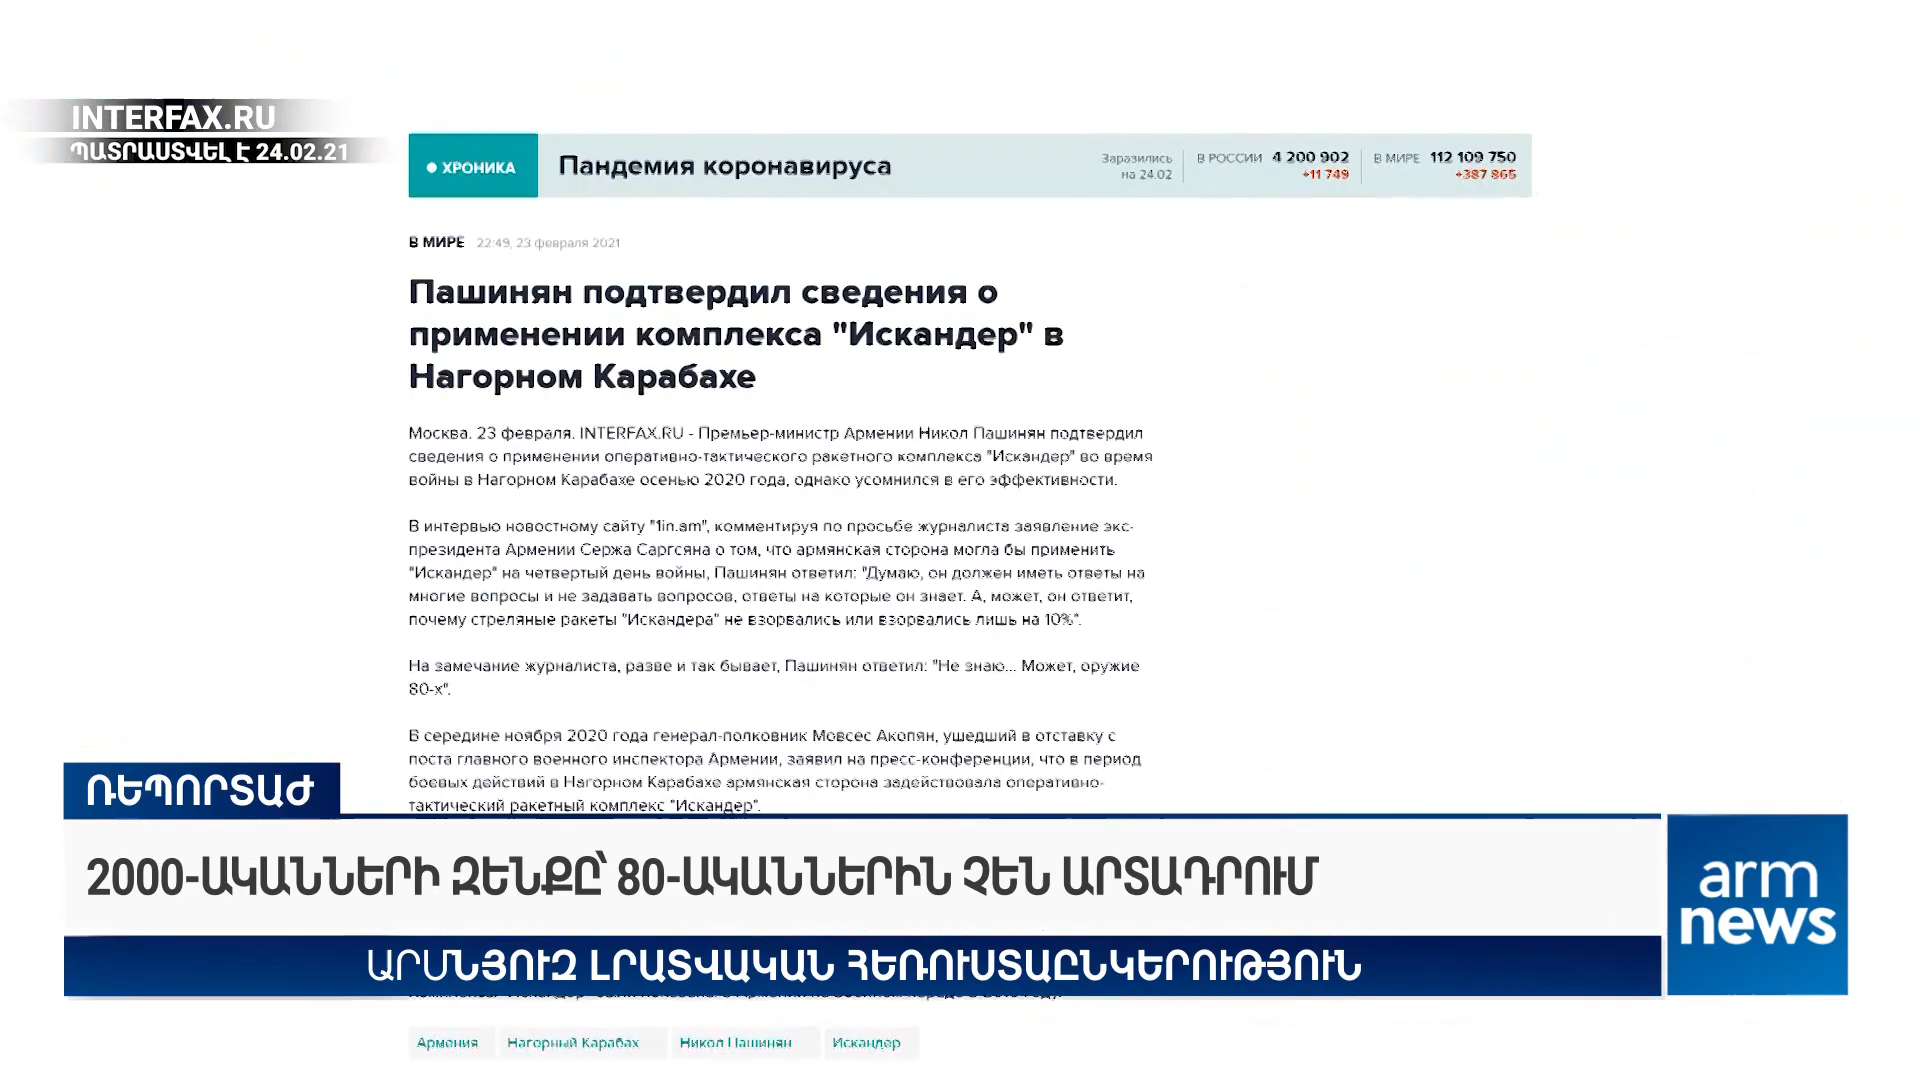 INTERFAX.RU
ՊԱՏՐԱՍՏՎԵԼ Է 24.02.21
ХРОНИКА
Пандемия коронавируса
Заразились
на 24.02
В РОССИИ 4 200 902
+11 749
В МИРЕ 112 109 750
+387 865
В МИРЕ 22:49, 23 февраля 2021
Пашинян подтвердил сведения о
применении комплекса "Искандер" в
Нагорном Карабахе
Москва. 23 февраля. INTERFAX.RU - Премьер-министр Армении Никол Пашинян подтвердил
сведения о применении оперативно-тактического ракетного комплекса "Искандер" во время
войны в Нагорном Карабахе осенью 2020 года, однако усомнился в его эффективности.
В интервью новостному сайту "1in.am", комментируя по просьбе журналиста заявление экс-
президента Армении Сержа Саргсяна о том, что армянская сторона могла бы применить
"Искандер" на четвертый день войны, Пашинян ответил: "Думаю, он должен иметь ответы на
многие вопросы и не задавать вопросов, ответы на которые он знает. А, может, он ответит,
почему стреляные ракеты "Искандера" не взорвались или взорвались лишь на 10%".
На замечание журналиста, разве и так бывает, Пашинян ответил: "Не знаю... Может, оружие
80-х".
В середине ноября 2020 года генерал-полковник Мовсес Акопян, ушедший в отставку с
поста главного военного инспектора Армении, заявил на пресс-конференции, что в период
боевых действий в Нагорном Карабахе армянская сторона задействовала оперативно-
тактический ракетный комплекс "Искандер".
ՌԵՊՈՐՏԱԺ
2000-ԱԿԱՆՆԵՐԻ ԶԵՆՔԸ՝ 80-ԱԿԱՆՆԵՐԻՆ ՉԵՆ ԱՐՏԱԴՐՈՒՄ
ԱՐՄՆՅՈՒԶ ԼՐԱՏՎԱԿԱՆ ՀԵՌՈՒՍՏԱԸՆԿԵՐՈՒԹՅՈՒՆ
arm
news
Армения Нагорный Карабах Никол Пашинян Искандер